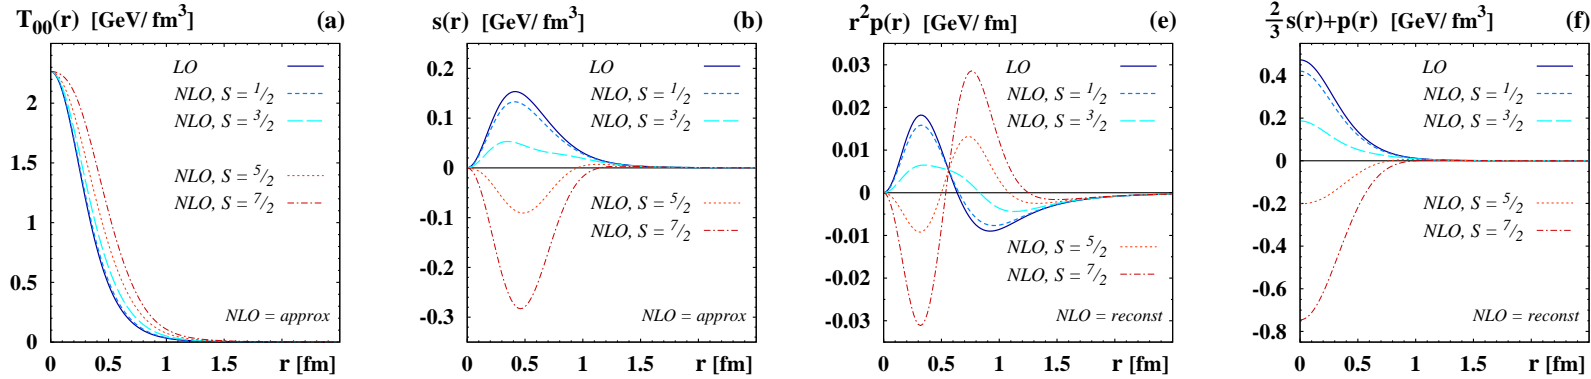 T00(r) [GeV/ fm3] (a)
LO
NLO, S = 1/2
NLO, S = 3/2
NLO, S = 5/2
NLO, S = 7/2
NLO = approx
2
1.5
1
0.5
0
0 0.5 1 1.5 r [fm]
s(r) [GeV/ fm3] (b)
LO
NLO, S = 1/2
NLO, S = 3/2
NLO, S = 5/2
NLO, S = 7/2
NLO = approx
0.2
0.1
0
-0.1
-0.2
-0.3
0 0.5 1 1.5 r [fm]
r2p(r) [GeV/ fm] (e)
LO
NLO, S = 1/2
NLO, S = 3/2
NLO, S = 5/2
NLO, S = 7/2
NLO = reconst
0.03
0.02
0.01
0
-0.01
-0.02
-0.03
0 0.5 1 1.5 r [fm]
2/3 s(r)+p(r) [GeV/ fm3] (f)
LO
NLO, S = 1/2
NLO, S = 3/2
NLO, S = 5/2
NLO, S = 7/2
NLO = reconst
0.4
0.2
0
-0.2
-0.4
-0.6
-0.8
0 0.5 1 1.5 r [fm]